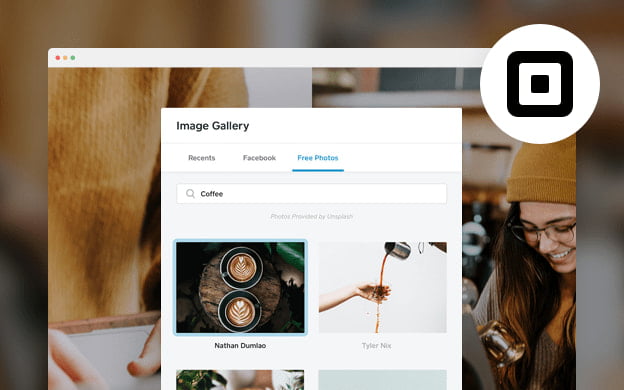 Image Gallery
Recents Facebook Free Photos
Coffee
Photos Provided by Unsplash
Nathan Dumlao Tyler Nix